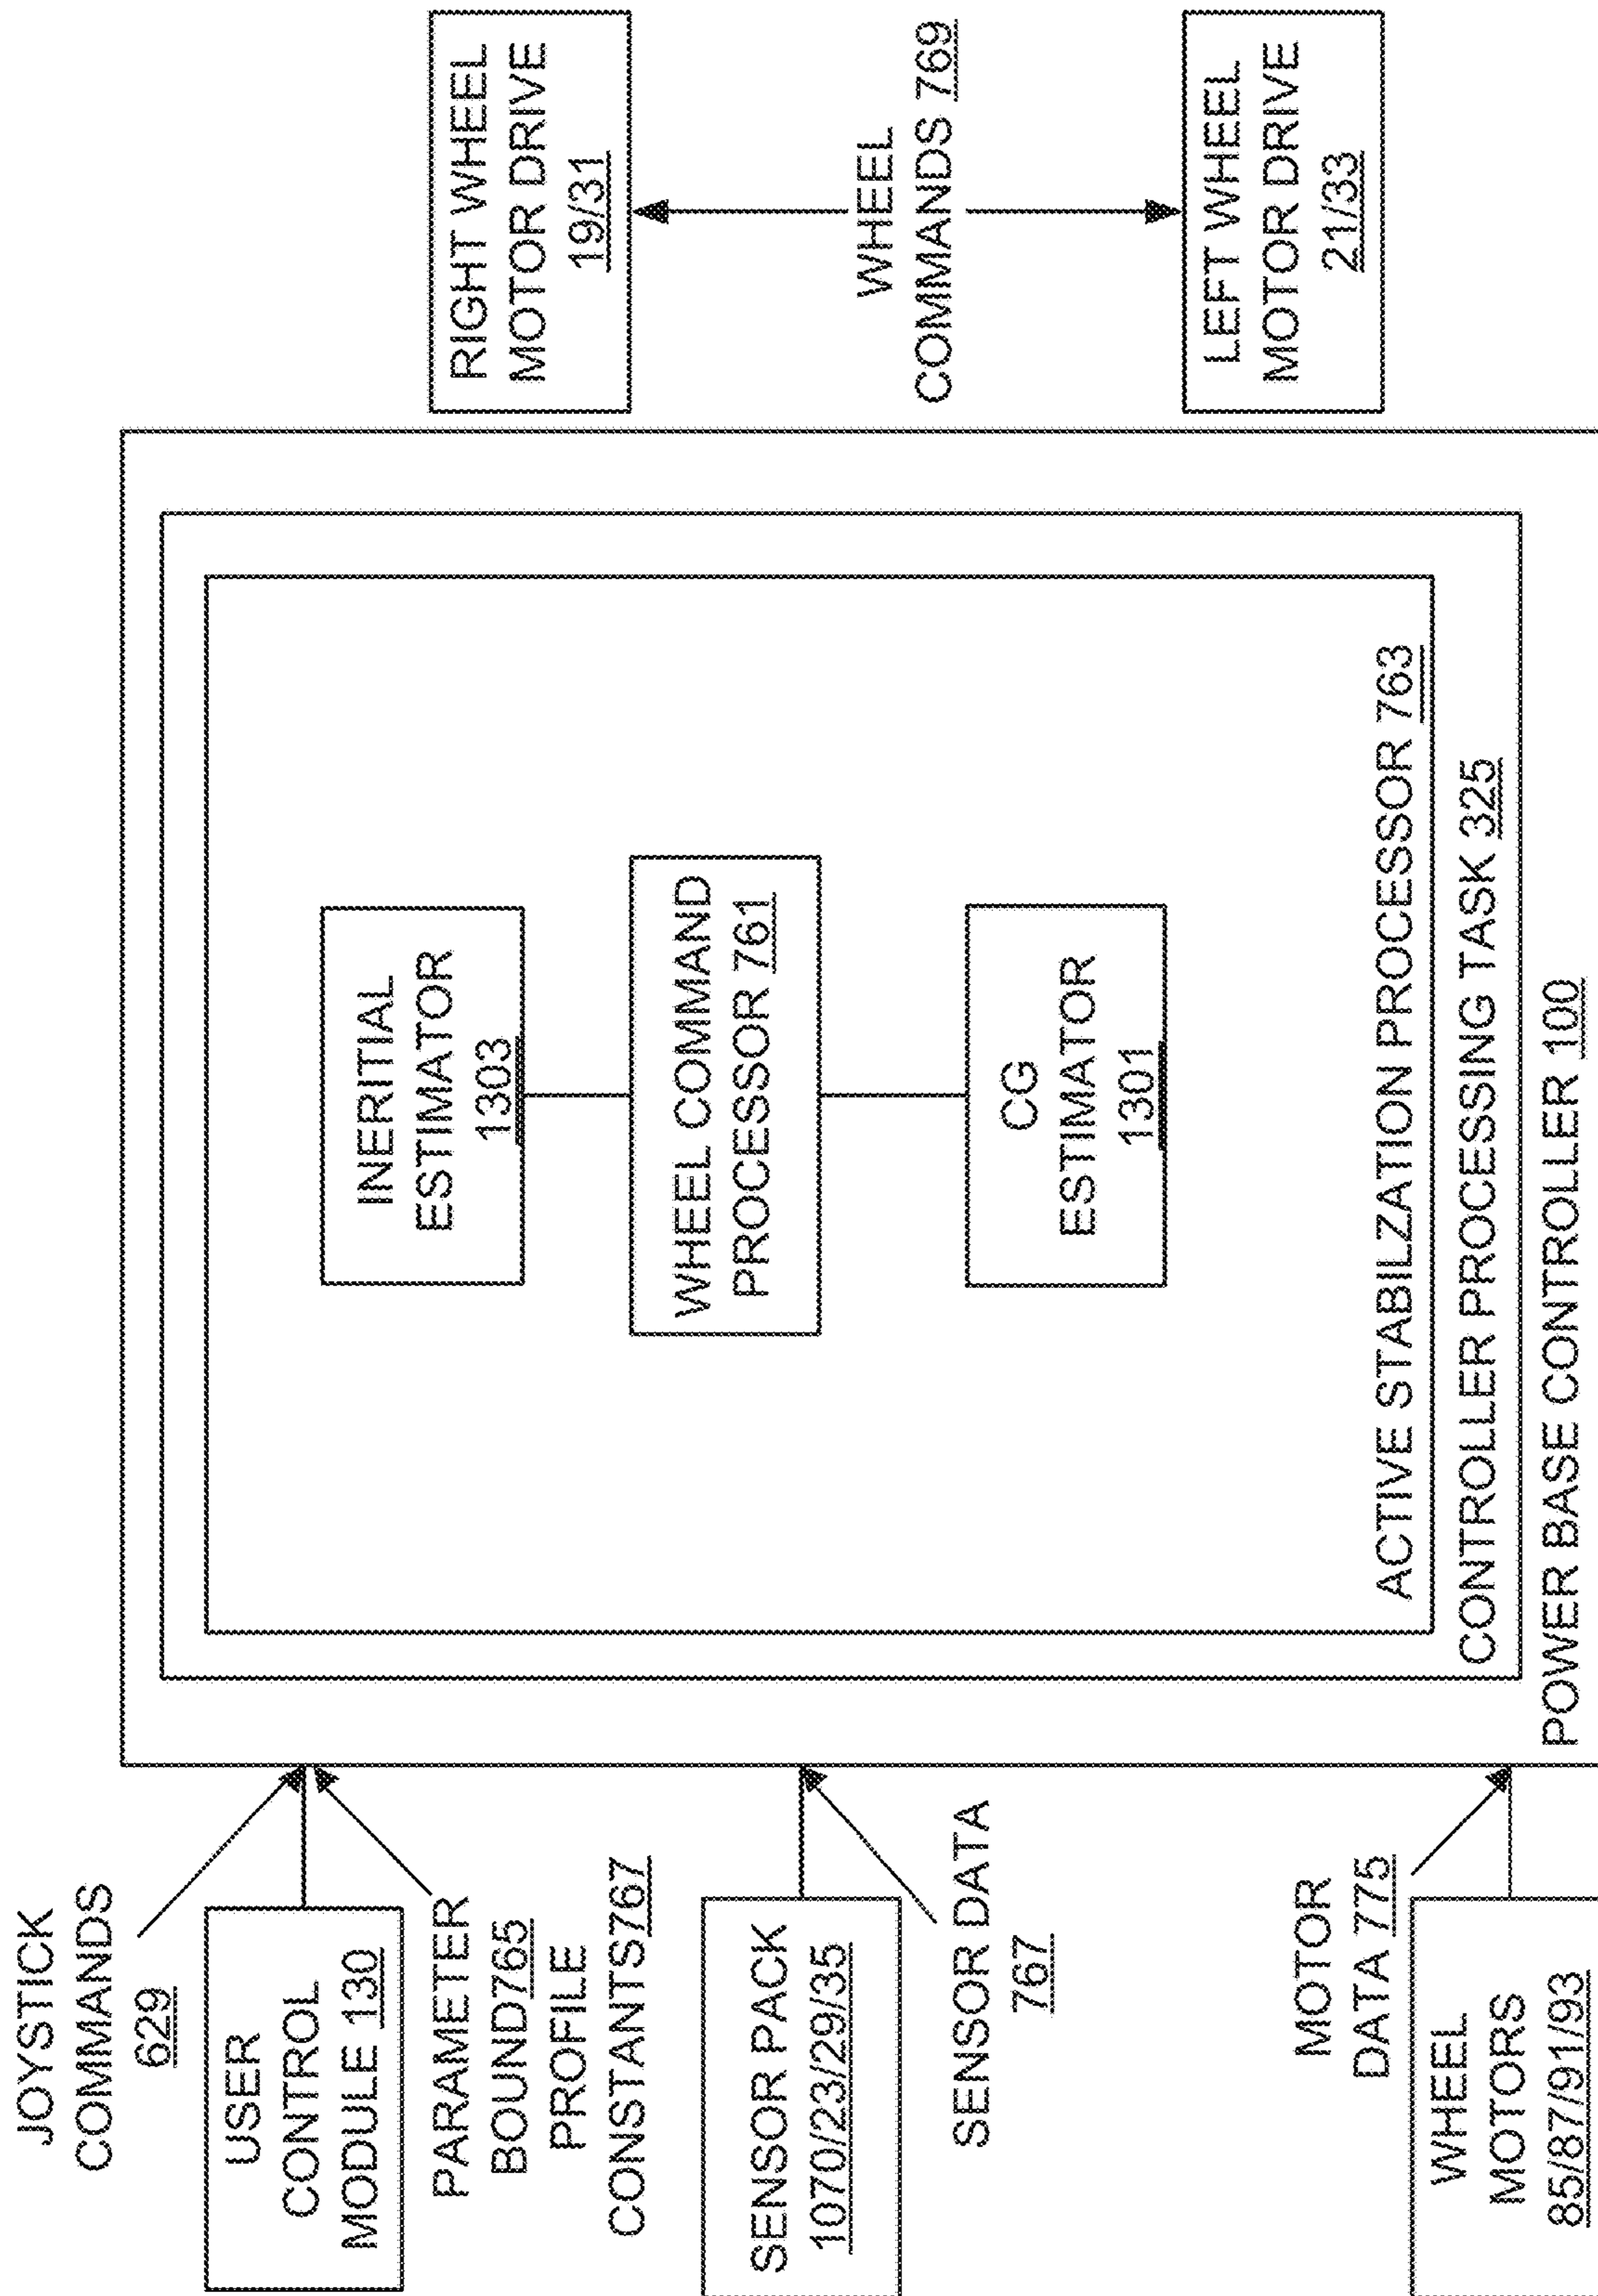 JOYSTICK
COMMANDS
629
USER
CONTROL
MODULE 130
PARAMETER
BOUND765
PROFILE
CONSTANTS767
SENSOR PACK
1070/23/29/35
SENSOR DATA
767
MOTOR
DATA 775
WHEEL
MOTORS
85/87/91/93
INERITIAL
ESTIMATOR
1303
WHEEL COMMAND
PROCESSOR 761
CG
ESTIMATOR
1301
ACTIVE STABILZATION PROCESSOR 763
CONTROLLER PROCESSING TASK 325
POWER BASE CONTROLLER 100
RIGHT WHEEL
MOTOR DRIVE
19/31
WHEEL
COMMANDS 769
LEFT WHEEL
MOTOR DRIVE
21/33